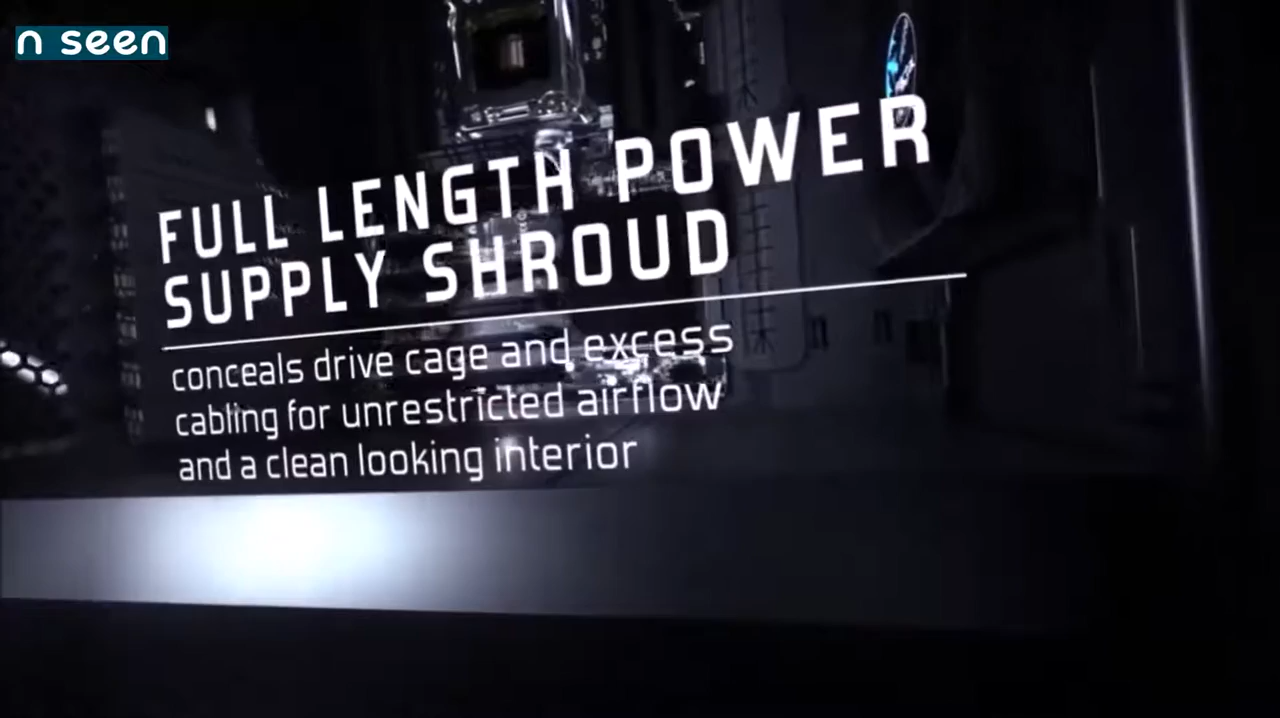 n seen
FULL LENGTH POWER
SUPPLY SHROUD
conceals drive cage and excess
cabling for unrestricted airflow
and a clean looking interior